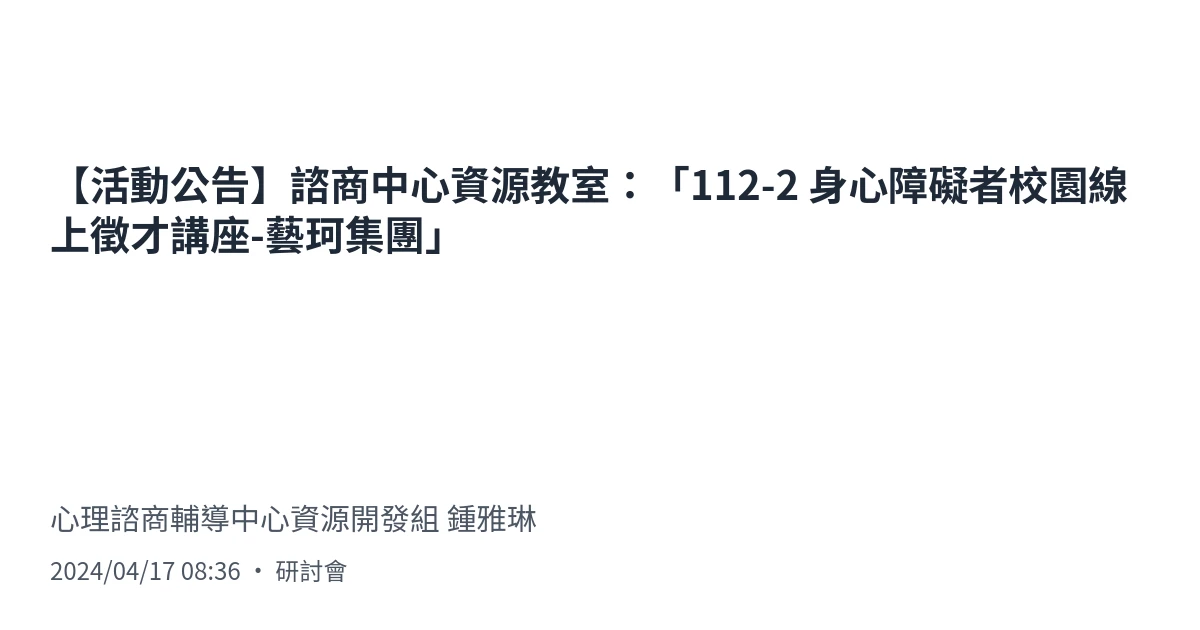 【活動公告】諮商中心資源教室：「112-2 身心障礙者校園線
上徵才講座-藝珂集團」
心理諮商輔導中心資源開發組 鍾雅琳
2024/04/17 08:36 • 研討會